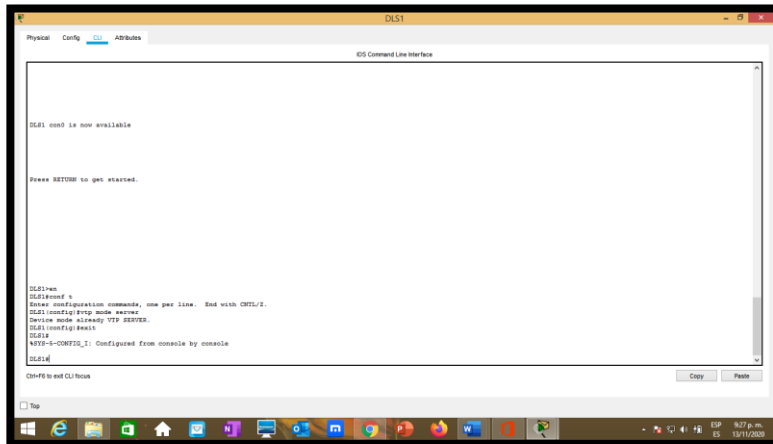 DLS1
Physical Config CLI Attributes
IOS Command Line Interface
DLS1 con0 is now available
Press RETURN to get started.
DLS1>en
DLS1#conf t
Enter configuration commands, one per line. End with CNTL/Z.
DLS1(config)#vtp mode server
Device mode already VTP SERVER.
DLS1(config)#exit
DLS1#
%SYS-5-CONFIG_I: Configured from console by console
DLS1#
Ctrl+F6 to exit CLI focus
Copy Paste
Top
ESP 9:27 p. m.
ES 13/11/2020